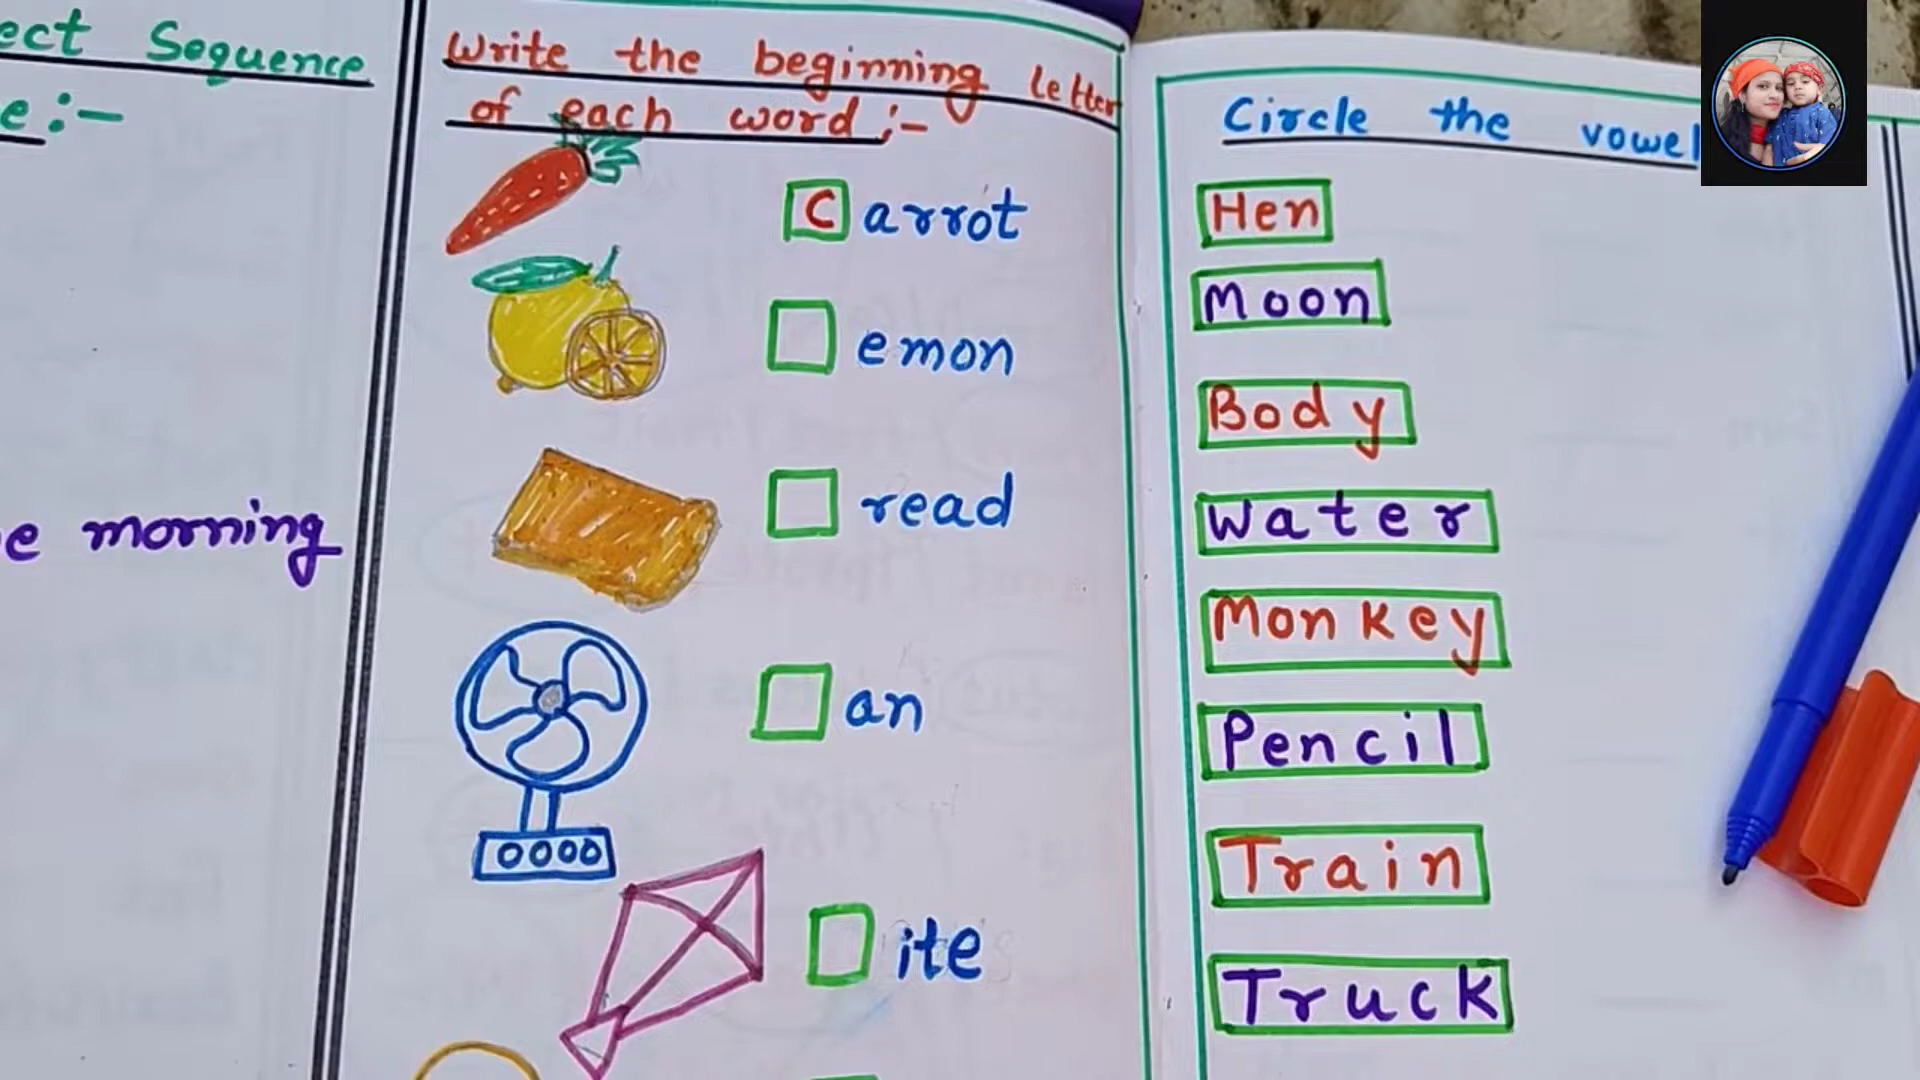 ect Sequence
e:-
e morning
Write the beginning letter
of each word:-
C arrot
emon
read
an
ite
Circle the vowel
Hen
Moon
Body
Water
Monkey
Pencil
Train
Truck